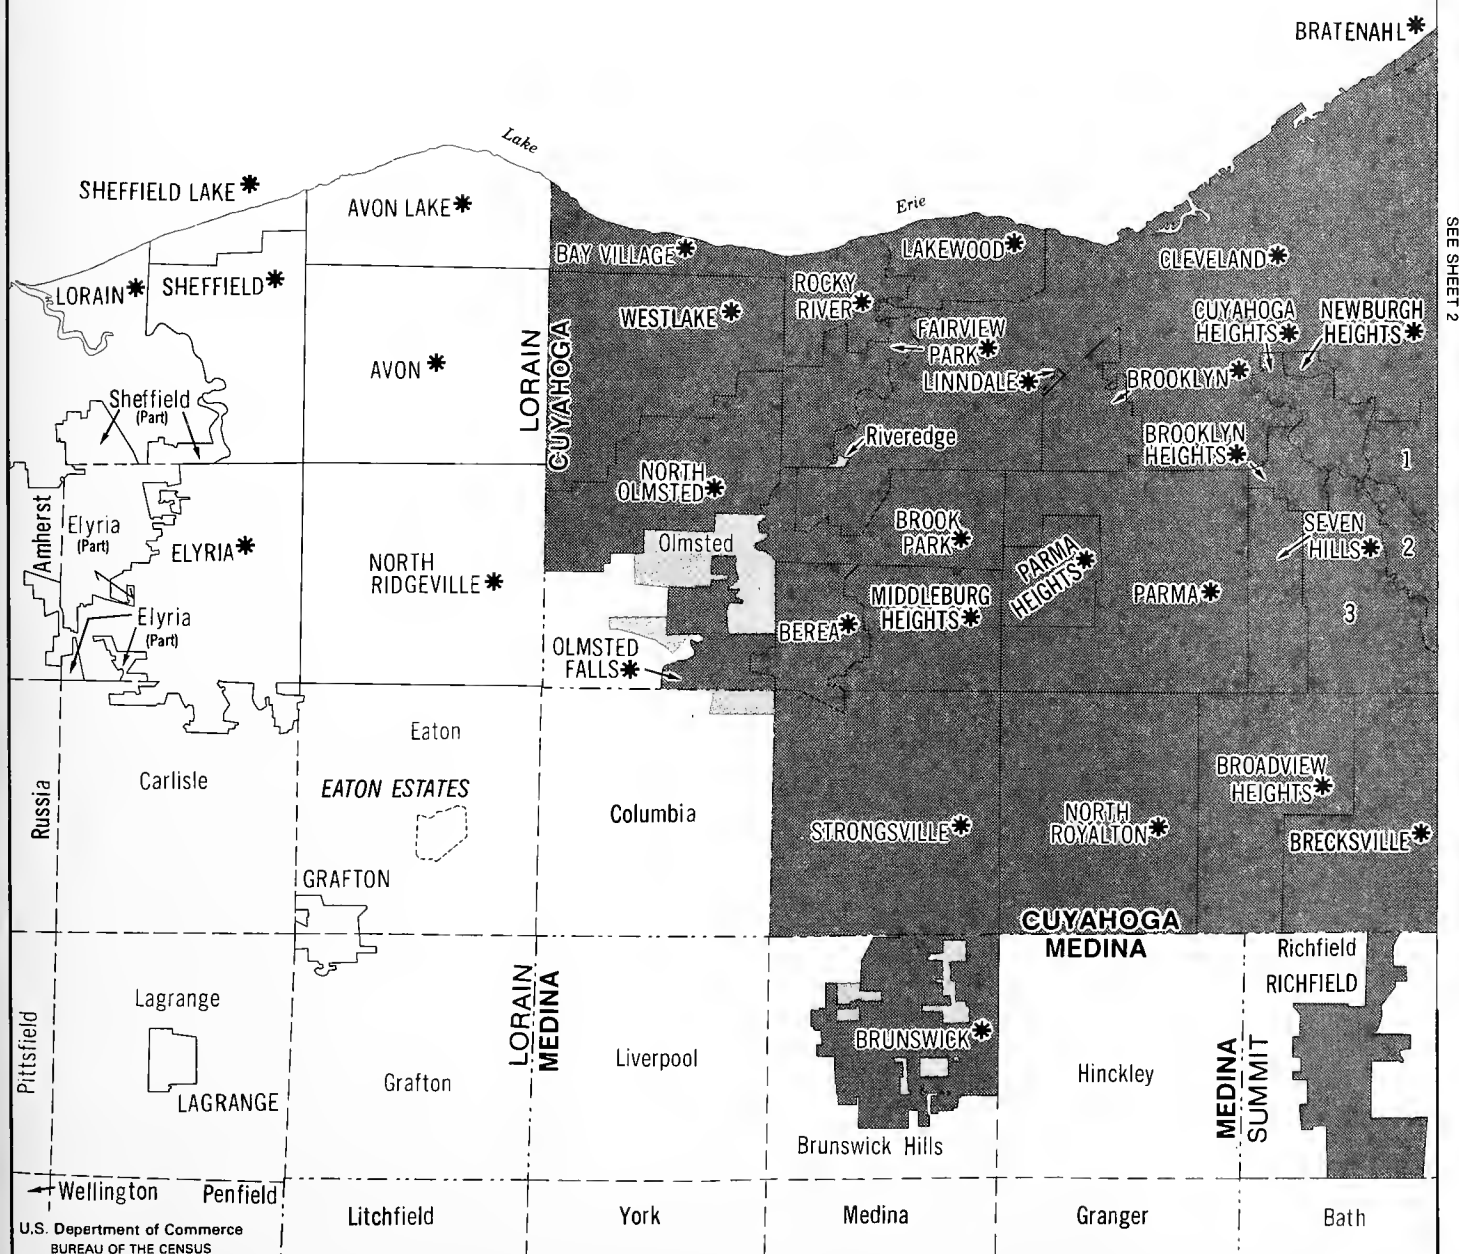 BRATENAHL*
Lake
Erie
SHEFFIELD LAKE*
AVON LAKE*
BAY VILLAGE*
LAKEWOOD*
CLEVELAND*
LORAIN*
SHEFFIELD*
ROCKY
RIVER*
WESTLAKE*
CUYAHOGA
HEIGHTS*
NEWBURGH
HEIGHTS*
SEE SHEET 2
FAIRVIEW
PARK*
LORAIN
CUYAHOGA
AVON*
LINNDALE*
BROOKLYN*
Sheffield
(Part)
Riveredge
BROOKLYN
HEIGHTS*
1
NORTH
OLMSTED*
Amherst
Elyria
(Part)
ELYRIA*
NORTH
RIDGEVILLE*
Olmsted
BROOK
PARK*
PARMA
HEIGHTS*
SEVEN
HILLS*
2
MIDDLEBURG
HEIGHTS*
PARMA*
3
Elyria
(Part)
BEREA*
OLMSTED
FALLS*
Eaton
Carlisle
EATON ESTATES
Russia
Columbia
BROADVIEW
HEIGHTS*
STRONGSVILLE*
NORTH
ROYALTON*
BRECKSVILLE*
GRAFTON
CUYAHOGA
MEDINA
Richfield
RICHFIELD
Lagrange
LORAIN
MEDINA
BRUNSWICK*
Pittsfield
LAGRANGE
Grafton
Liverpool
Hinckley
MEDINA
SUMMIT
Brunswick Hills
Wellington
Penfield
Litchfield
York
Medina
Granger
Bath
U.S. Department of Commerce
BUREAU OF THE CENSUS